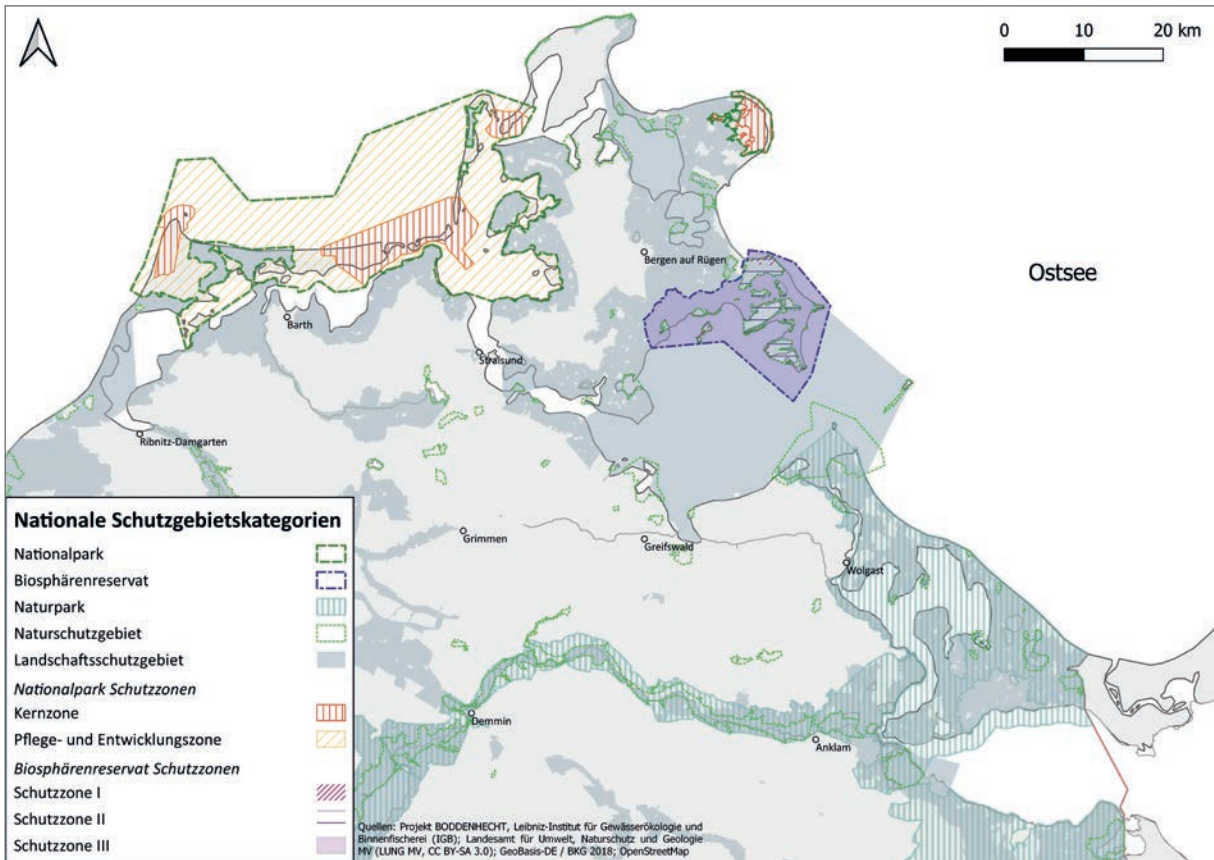 0 10 20 km
Ostsee
Bergen auf Rügen
Barth
Stralsund
Ribnitz-Damgarten
Grimmen
Greifswald
Wolgast
Demmin
Anklam
Nationale Schutzgebietskategorien
Nationalpark
Biosphärenreservat
Naturpark
Naturschutzgebiet
Landschaftsschutzgebiet
Nationalpark Schutzzonen
Kernzone
Pflege- und Entwicklungszone
Biosphärenreservat Schutzzonen
Schutzzone I
Schutzzone II
Schutzzone III
Quellen: Projekt BODDENHECHT, Leibniz-Institut für Gewässerökologie und
Binnenfischerei (IGB); Landesamt für Umwelt, Naturschutz und Geologie
MV (LUNG MV, CC BY-SA 3.0); GeoBasis-DE / BKG 2018; OpenStreetMap